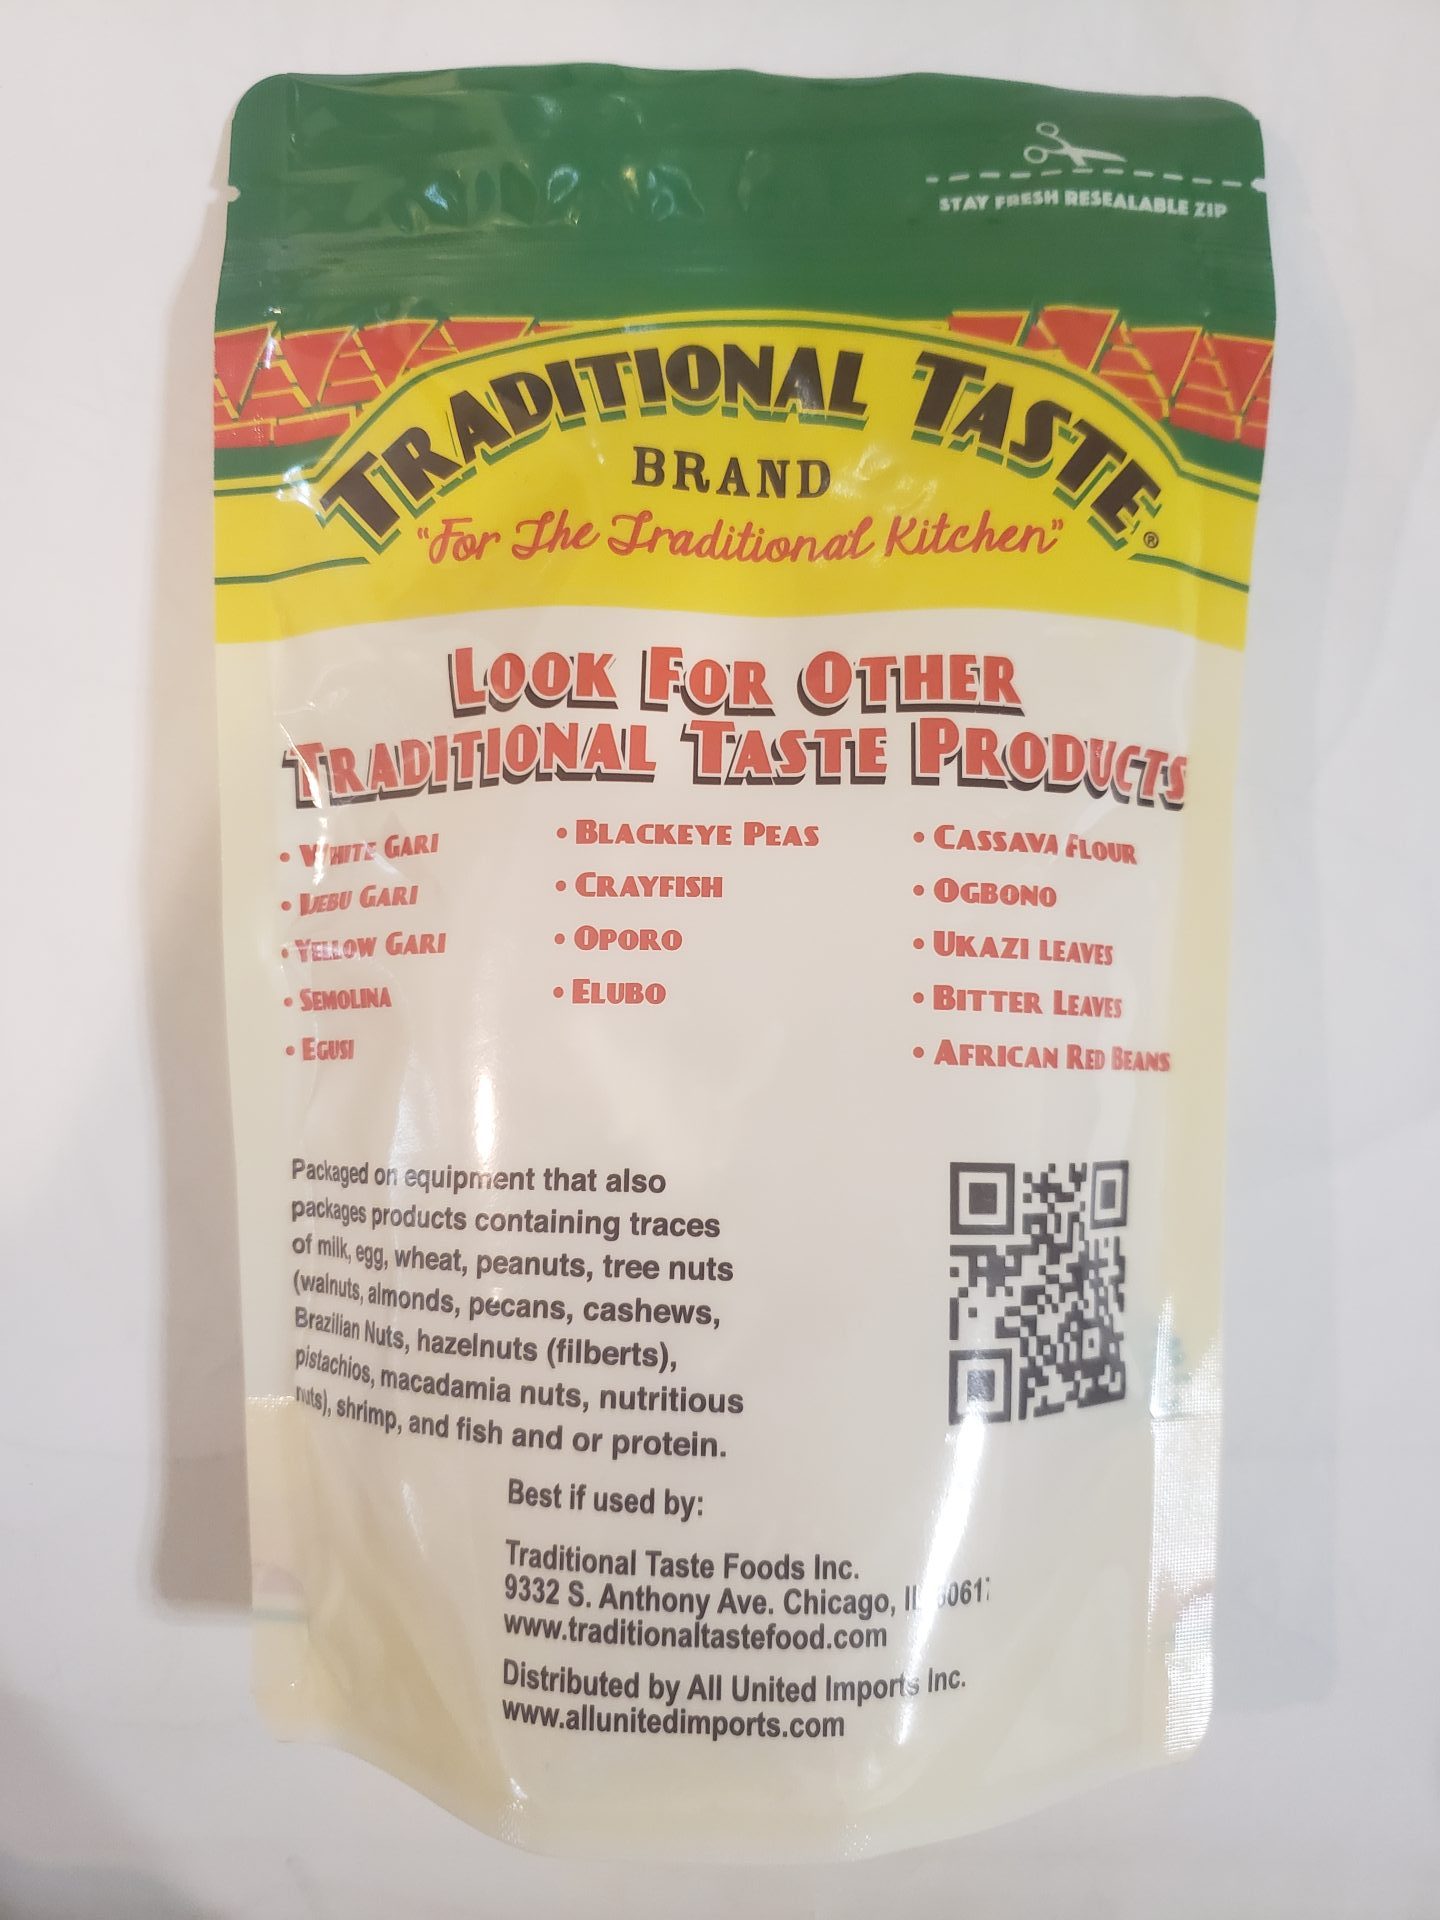 STAY FRESH RESEALABLE ZIP
TRADITIONAL TASTE®
BRAND
"For The Traditional Kitchen"
LOOK FOR OTHER
TRADITIONAL TASTE PRODUCTS
• WHITE GARI
• IJEBU GARI
• YELLOW GARI
• SEMOLINA
• EGUSI
• BLACKEYE PEAS
• CRAYFISH
• OPORO
• ELUBO
• CASSAVA FLOUR
• OGBONO
• UKAZI LEAVES
• BITTER LEAVES
• AFRICAN RED BEANS
Packaged on equipment that also
packages products containing traces
of milk, egg, wheat, peanuts, tree nuts
(walnuts, almonds, pecans, cashews,
Brazilian Nuts, hazelnuts (filberts),
pistachios, macadamia nuts, nutritious
nuts), shrimp, and fish and or protein.
Best if used by:
Traditional Taste Foods Inc.
9332 S. Anthony Ave. Chicago,
www.traditionaltastefood.com
Distributed by All United Imports Inc.
www.allunitedimports.com